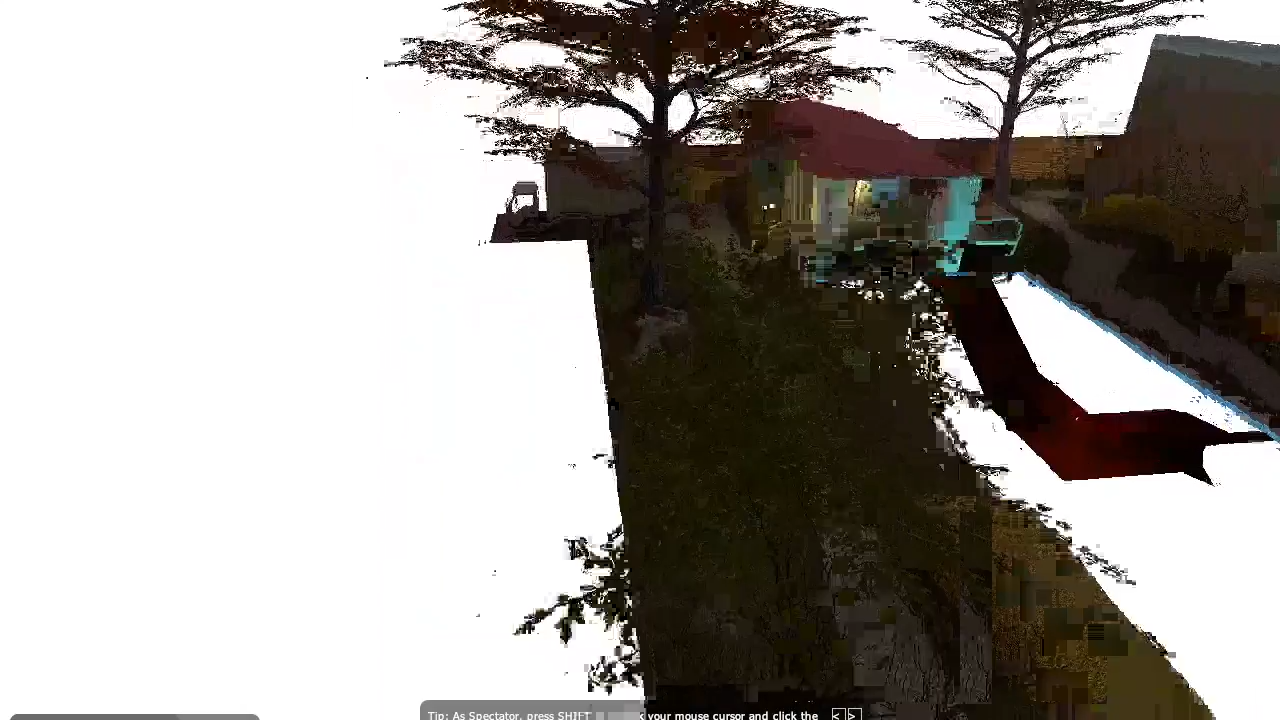 Tip: As Spectator, press SHIFT your mouse cursor and click the < >